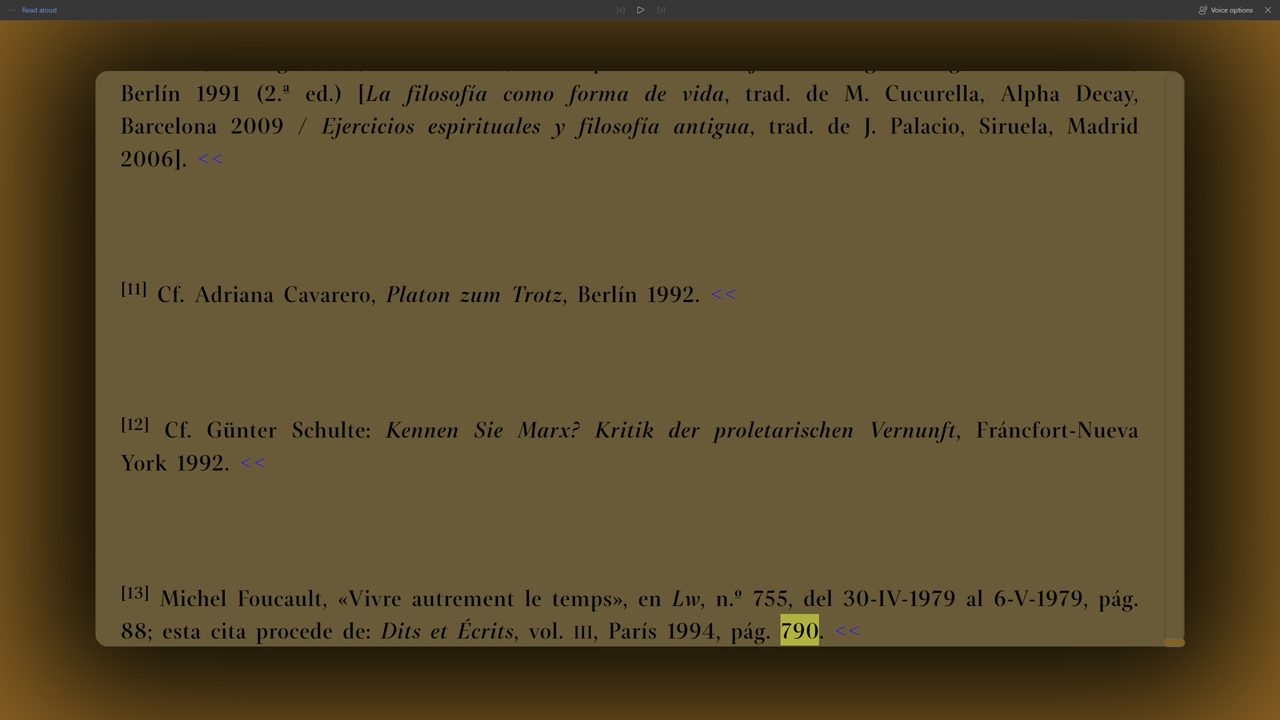 Read aloud
Voice options
Berlín 1991 (2.ª ed.) [La filosofía como forma de vida, trad. de M. Cucurella, Alpha Decay,
Barcelona 2009 / Ejercicios espirituales y filosofía antigua, trad. de J. Palacio, Siruela, Madrid
2006]. <<
[11] Cf. Adriana Cavarero, Platon zum Trotz, Berlín 1992. <<
[12] Cf. Günter Schulte: Kennen Sie Marx? Kritik der proletarischen Vernunft, Fráncfort-Nueva
York 1992. <<
[13] Michel Foucault, «Vivre autrement le temps», en Lw, n.º 755, del 30-IV-1979 al 6-V-1979, pág.
88; esta cita procede de: Dits et Écrits, vol. III, París 1994, pág. 790. <<